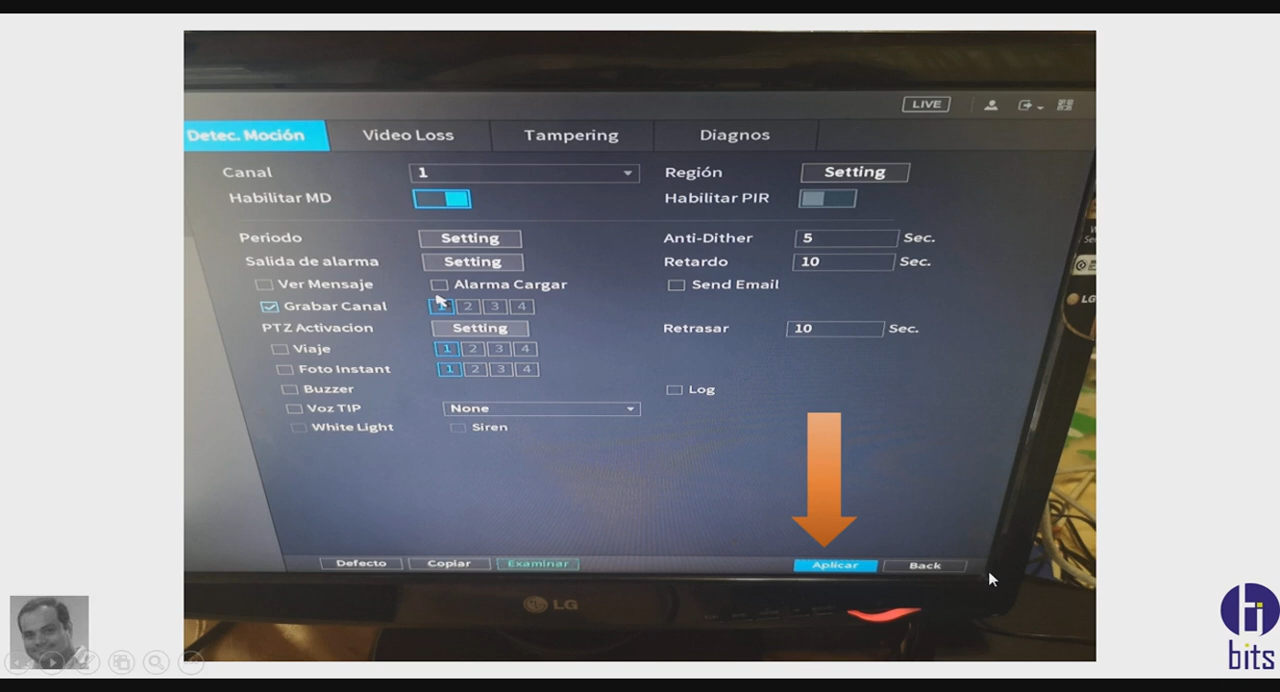 LIVE
Detec. Moción Video Loss Tampering Diagnos
Canal 1 Región Setting
Habilitar MD Habilitar PIR
Periodo Setting Anti-Dither 5 Sec.
Salida de alarma Setting Retardo 10 Sec.
Ver Mensaje Alarma Cargar Send Email
Grabar Canal 1 2 3 4
PTZ Activacion Setting Retrasar 10 Sec.
Viaje 1 2 3 4
Foto Instant 1 2 3 4
Buzzer Log
Voz TIP None
White Light Siren
Defecto Copiar Examinar Aplicar Back
LG
LG
bits